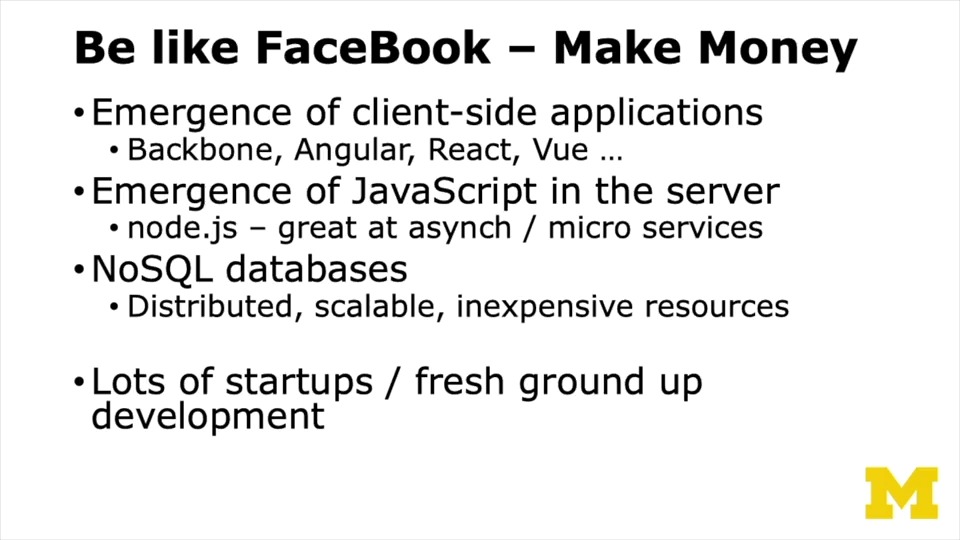 Be like FaceBook – Make Money
•Emergence of client-side applications
•Backbone, Angular, React, Vue …
•Emergence of JavaScript in the server
•node.js – great at asynch / micro services
•NoSQL databases
•Distributed, scalable, inexpensive resources
•Lots of startups / fresh ground up
development
M